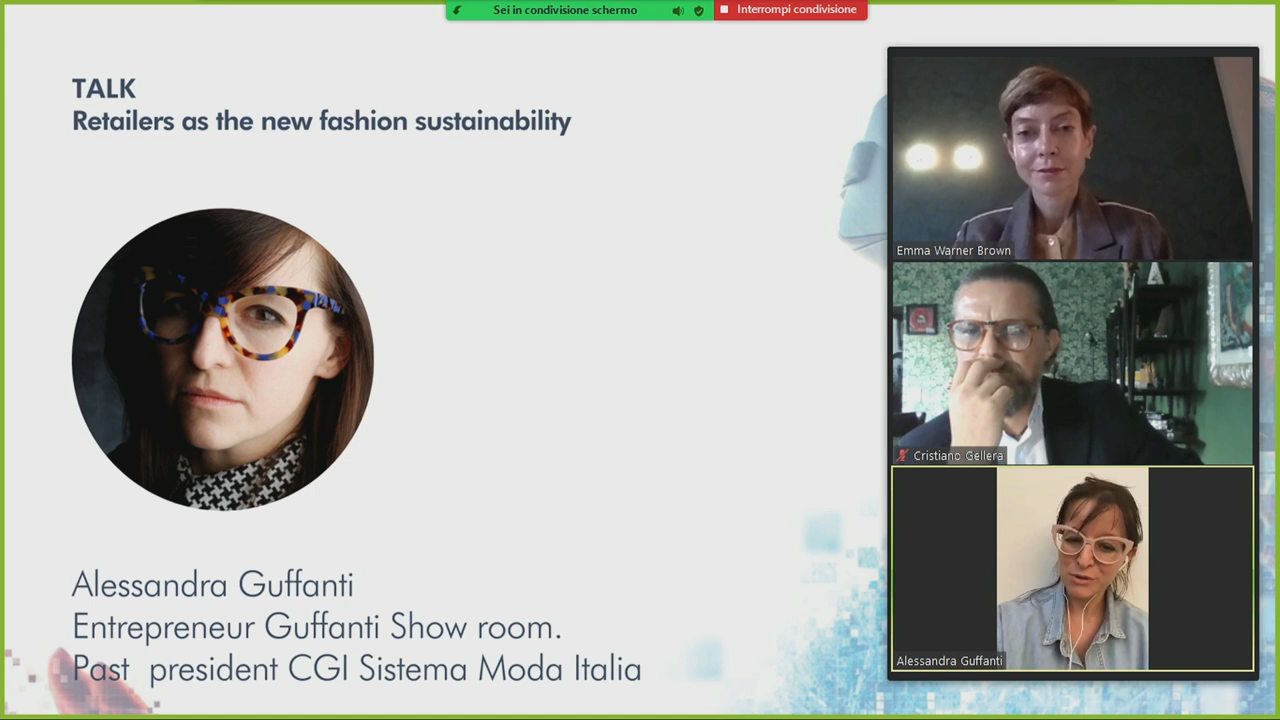 Sei in condivisione schermo
Interrompi condivisione
TALK
Retailers as the new fashion sustainability
Emma Warner Brown
Cristiano Gellera
Alessandra Guffanti
Entrepreneur Guffanti Show room.
Past president CGI Sistema Moda Italia
Alessandra Guffanti